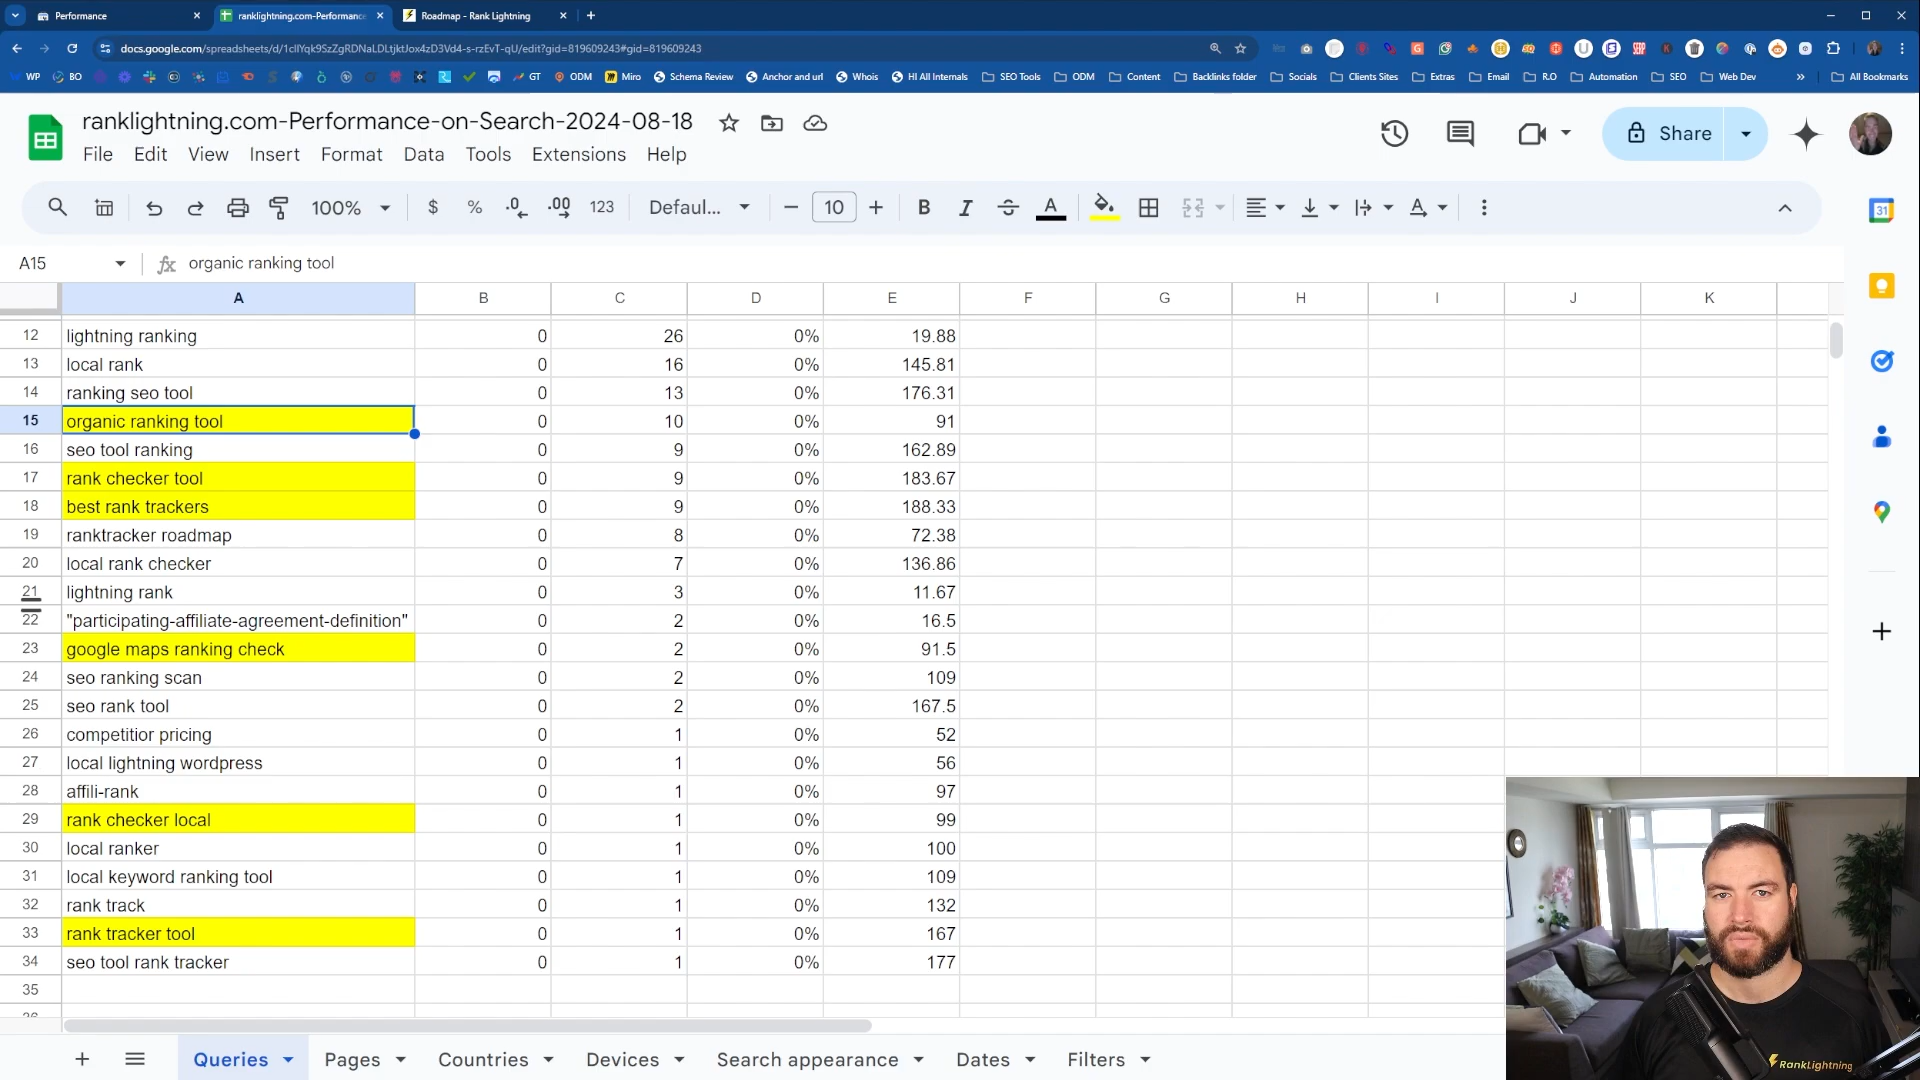 Performance
ranklightning.com-Performance
Roadmap - Rank Lightning
docs.google.com/spreadsheets/d/1cIlYqk9SzZgRDNaLDLtjktJox4zD3Vd4-s-rzEvT-qU/edit?gid=819609243#gid=819609243
WP
BO
GT
ODM
Miro
Schema Review
Anchor and url
Whois
HI All Internals
SEO Tools
ODM
Content
Backlinks folder
Socials
Clients Sites
Extras
Email
R.O
Automation
SEO
Web Dev
All Bookmarks
ranklightning.com-Performance-on-Search-2024-08-18
File Edit View Insert Format Data Tools Extensions Help
Share
100% $ % .0 .00 123 Defaul... 10 B I A
A15 fx organic ranking tool
A B C D E F G H I J K
12 lightning ranking 0 26 0% 19.88
13 local rank 0 16 0% 145.81
14 ranking seo tool 0 13 0% 176.31
15 organic ranking tool 0 10 0% 91
16 seo tool ranking 0 9 0% 162.89
17 rank checker tool 0 9 0% 183.67
18 best rank trackers 0 9 0% 188.33
19 ranktracker roadmap 0 8 0% 72.38
20 local rank checker 0 7 0% 136.86
21 lightning rank 0 3 0% 11.67
22 "participating-affiliate-agreement-definition" 0 2 0% 16.5
23 google maps ranking check 0 2 0% 91.5
24 seo ranking scan 0 2 0% 109
25 seo rank tool 0 2 0% 167.5
26 competitior pricing 0 1 0% 52
27 local lightning wordpress 0 1 0% 56
28 affili-rank 0 1 0% 97
29 rank checker local 0 1 0% 99
30 local ranker 0 1 0% 100
31 local keyword ranking tool 0 1 0% 109
32 rank track 0 1 0% 132
33 rank tracker tool 0 1 0% 167
34 seo tool rank tracker 0 1 0% 177
35
Queries Pages Countries Devices Search appearance Dates Filters
RankLightning
31